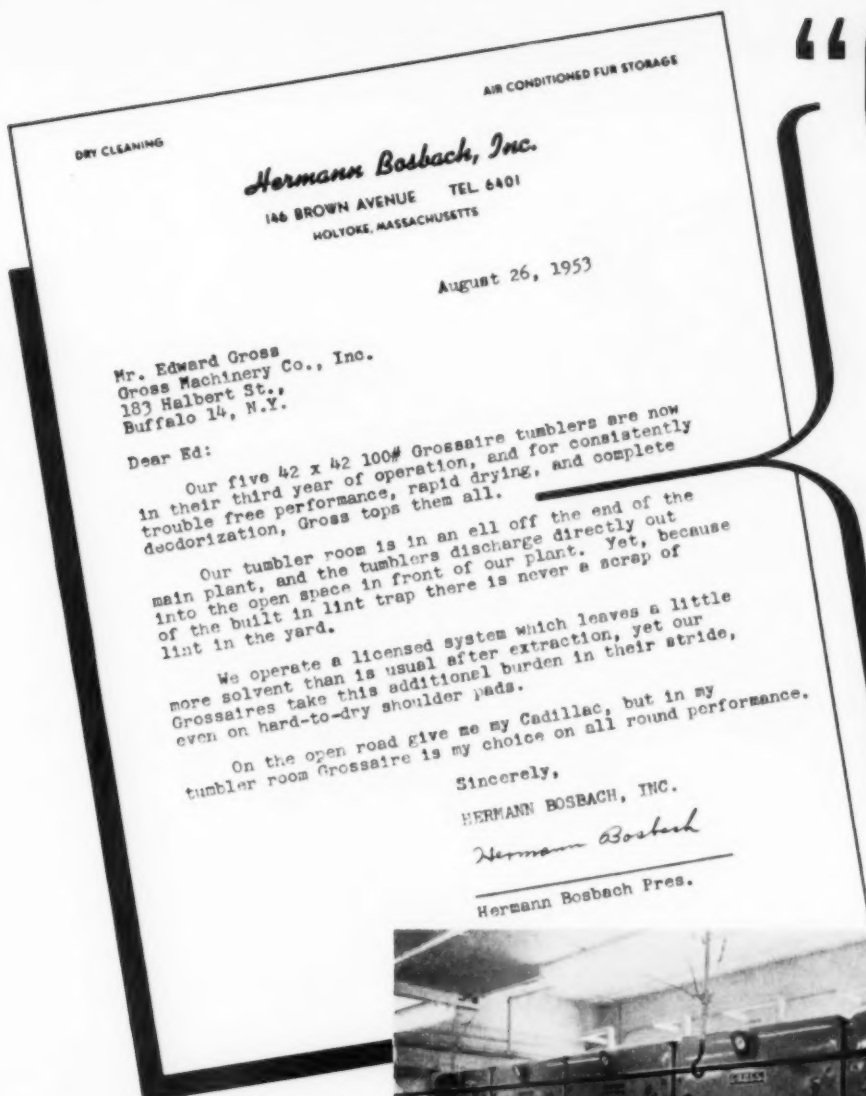 “
DRY CLEANING
AIR CONDITIONED FUR STORAGE
Hermann Bosbach, Inc.
146 BROWN AVENUE TEL. 6401
HOLYOKE, MASSACHUSETTS
August 26, 1953
Mr. Edward Gross
Gross Machinery Co., Inc.
183 Halbert St.,
Buffalo 14, N.Y.
Dear Ed:
Our five 42 x 42 100# Grossaire tumblers are now
in their third year of operation, and for consistently
trouble free performance, rapid drying, and complete
deodorization, Gross tops them all.
Our tumbler room is in an ell off the end of the
main plant, and the tumblers discharge directly out
into the open space in front of our plant. Yet, because
of the built in lint trap there is never a scrap of
lint in the yard.
We operate a licensed system which leaves a little
more solvent than is usual after extraction, yet our
Grossaires take this additional burden in their stride,
even on hard-to-dry shoulder pads.
On the open road give me my Cadillac, but in my
tumbler room Grossaire is my choice on all round performance.
Sincerely,
HERMANN BOSBACH, INC.
Hermann Bosbach
Hermann Bosbach Pres.
GROSS